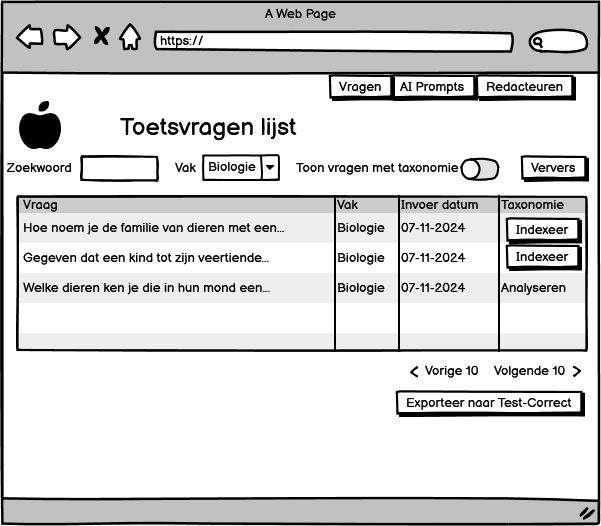 A Web Page
https://
Vragen AI Prompts Redacteuren
Toetsvragen lijst
Zoekwoord Vak Biologie Toon vragen met taxonomie Ververs
Vraag Vak Invoer datum Taxonomie
Hoe noem je de familie van dieren met een... Biologie 07-11-2024 Indexeer
Gegeven dat een kind tot zijn veertiende... Biologie 07-11-2024 Indexeer
Welke dieren ken je die in hun mond een... Biologie 07-11-2024 Analyseren
Vorige 10 Volgende 10
Exporteer naar Test-Correct